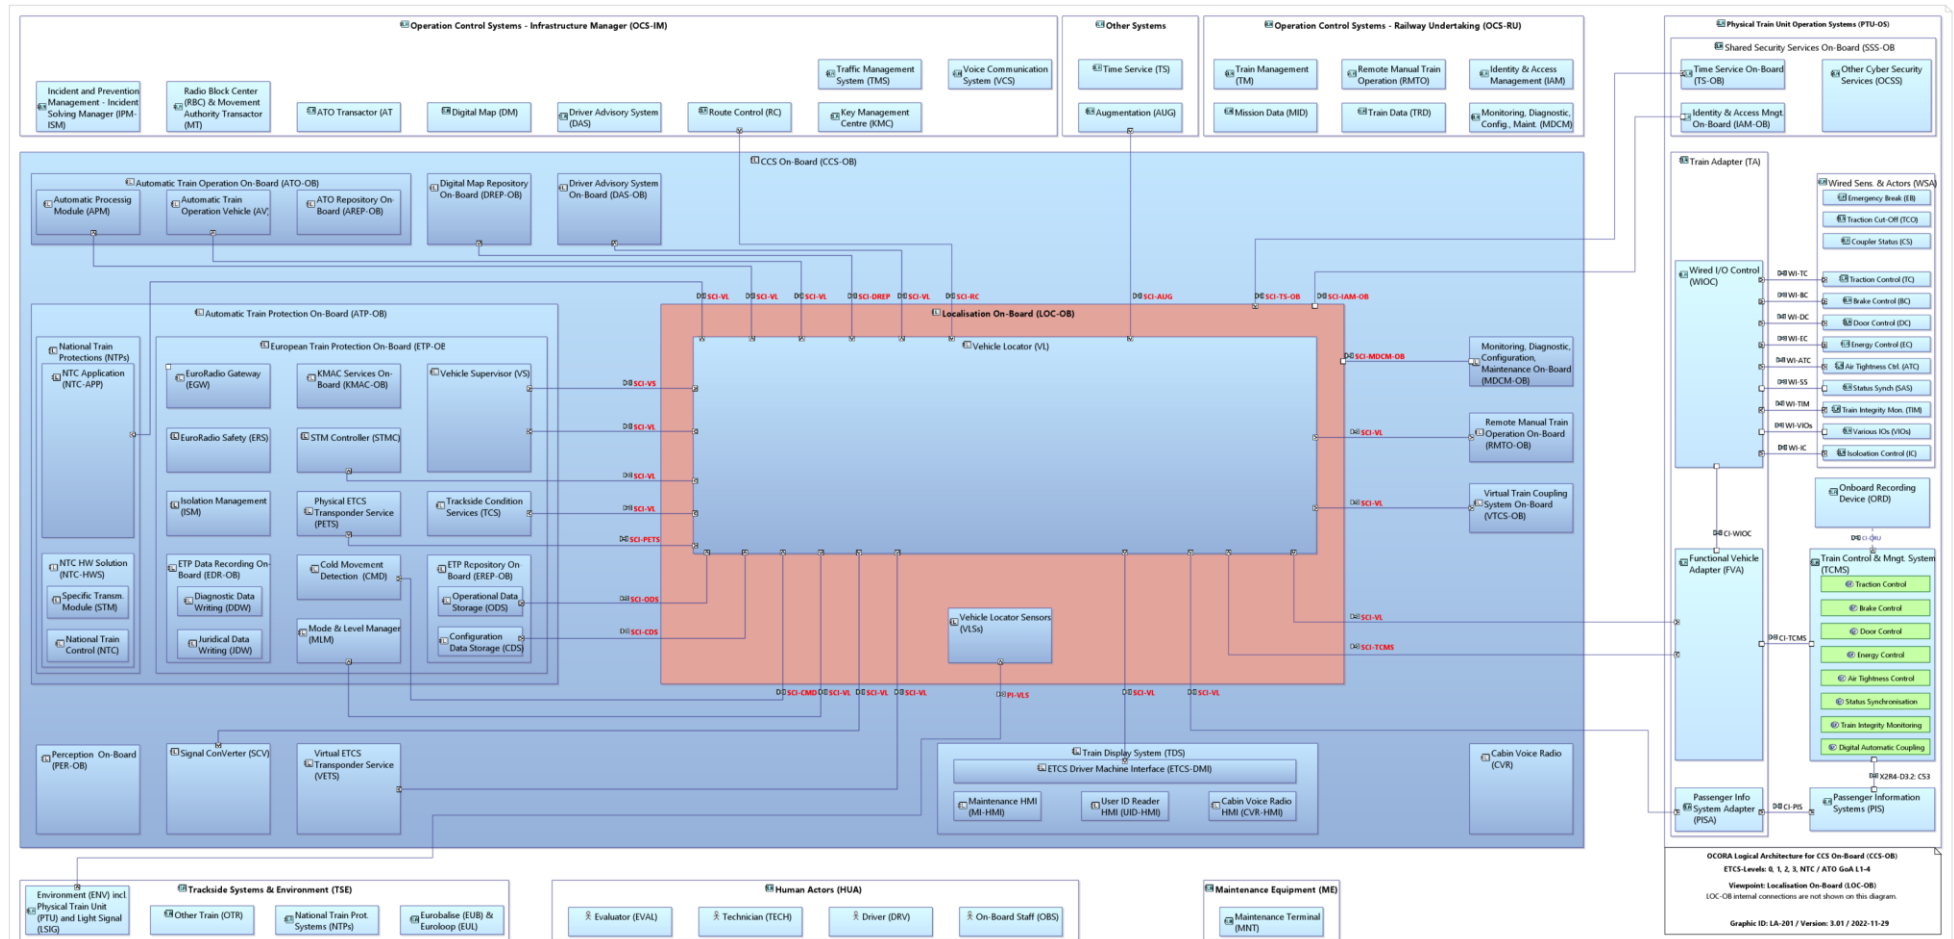 Operation Control Systems - Infrastructure Manager (OCS-IM)
Incident and Prevention
Management - Incident
Solving Manager (IPM-
ISM)
Radio Block Center
(RBC) & Movement
Authority Transactor
(MT)
ATO Transactor (AT
Digital Map (DM)
Driver Advisory System
(DAS)
Route Control (RC)
Traffic Management
System (TMS)
Key Management
Centre (KMC)
Voice Communication
System (VCS)
Other Systems
Time Service (TS)
Augmentation (AUG)
Operation Control Systems - Railway Undertaking (OCS-RU)
Train Management
(TM)
Remote Manual Train
Operation (RMTO)
Identity & Access
Management (IAM)
Mission Data (MID)
Train Data (TRD)
Monitoring, Diagnostic,
Config., Maint. (MDCM)
Physical Train Unit Operation Systems (PTU-OS)
Shared Security Services On-Board (SSS-OB
Time Service On-Board
(TS-OB)
Other Cyber Security
Services (OCSS)
Identity & Access Mngt.
On-Board (IAM-OB)
CCS On-Board (CCS-OB)
Automatic Train Operation On-Board (ATO-OB)
Automatic Processig
Module (APM)
Automatic Train
Operation Vehicle (AV)
ATO Repository On-
Board (AREP-OB)
Digital Map Repository
On-Board (DREP-OB)
Driver Advisory System
On-Board (DAS-OB)
SCI-VL
SCI-VL
SCI-VL
SCI-DREP
SCI-VL
SCI-RC
SCI-AUG
SCI-TS-OB
SCI-IAM-OB
Automatic Train Protection On-Board (ATP-OB)
National Train
Protections (NTPs)
NTC Application
(NTC-APP)
NTC HW Solution
(NTC-HWS)
Specific Transm.
Module (STM)
National Train
Control (NTC)
European Train Protection On-Board (ETP-OB
EuroRadio Gateway
(EGW)
KMAC Services On-
Board (KMAC-OB)
Vehicle Supervisor (VS)
EuroRadio Safety (ERS)
STM Controller (STMC)
Isolation Management
(ISM)
Physical ETCS
Transponder Service
(PETS)
Trackside Condition
Services (TCS)
ETP Data Recording On-
Board (EDR-OB)
Diagnostic Data
Writing (DDW)
Juridical Data
Writing (JDW)
Cold Movement
Detection (CMD)
Mode & Level Manager
(MLM)
ETP Repository On-
Board (EREP-OB)
Operational Data
Storage (ODS)
Configuration
Data Storage (CDS)
SCI-VS
SCI-VL
SCI-VL
SCI-VL
SCI-PETS
SCI-ODS
SCI-CDS
Localisation On-Board (LOC-OB)
Vehicle Locator (VL)
Vehicle Locator Sensors
(VLSs)
SCI-MDCM-OB
Monitoring, Diagnostic,
Configuration,
Maintenance On-Board
(MDCM-OB)
SCI-VL
Remote Manual Train
Operation On-Board
(RMTO-OB)
SCI-VL
Virtual Train Coupling
System On-Board
(VTCS-OB)
SCI-VL
SCI-TCMS
SCI-CMD
SCI-VL
SCI-VL
SCI-VL
PI-VLS
SCI-VL
SCI-VL
Perception On-Board
(PER-OB)
Signal ConVerter (SCV)
Virtual ETCS
Transponder Service
(VETS)
Train Display System (TDS)
ETCS Driver Machine Interface (ETCS-DMI)
Maintenance HMI
(MI-HMI)
User ID Reader
HMI (UID-HMI)
Cabin Voice Radio
HMI (CVR-HMI)
Cabin Voice Radio
(CVR)
Train Adapter (TA)
Wired I/O Control
(WIOC)
WI-TC
WI-BC
WI-DC
WI-EC
WI-ATC
WI-SS
WI-TIM
WI-VIOs
WI-IC
Wired Sens. & Actors (WSA)
Emergency Break (EB)
Traction Cut-Off (TCO)
Coupler Status (CS)
Traction Control (TC)
Brake Control (BC)
Door Control (DC)
Energy Control (EC)
Air Tightness Ctrl. (ATC)
Status Synch (SAS)
Train Integrity Mon. (TIM)
Various IOs (VIOs)
Isoloation Control (IC)
Onboard Recording
Device (ORD)
CI-WIOC
Functional Vehicle
Adapter (FVA)
CI-TCMS
Train Control & Mngt. System
(TCMS)
Traction Control
Brake Control
Door Control
Energy Control
Air Tightness Control
Status Synchronisation
Train Integrity Monitoring
Digital Automatic Coupling
X2R4-D3.2: CS3
Passenger Info
System Adapter
(PISA)
CI-PIS
Passenger Information
Systems (PIS)
Trackside Systems & Environment (TSE)
Environment (ENV) incl.
Physical Train Unit
(PTU) and Light Signal
(LSIG)
Other Train (OTR)
National Train Prot.
Systems (NTPs)
Eurobalise (EUB) &
Euroloop (EUL)
Human Actors (HUA)
Evaluator (EVAL)
Technician (TECH)
Driver (DRV)
On-Board Staff (OBS)
Maintenance Equipment (ME)
Maintenance Terminal
(MNT)
OCORA Logical Architecture for CCS On-Board (CCS-OB)
ETCS-Levels: 0, 1, 2, 3, NTC / ATO GoA L1-4
Viewpoint: Localisation On-Board (LOC-OB)
LOC-OB internal connections are not shown on this diagram.
Graphic ID: LA-201 / Version: 3.01 / 2022-11-29